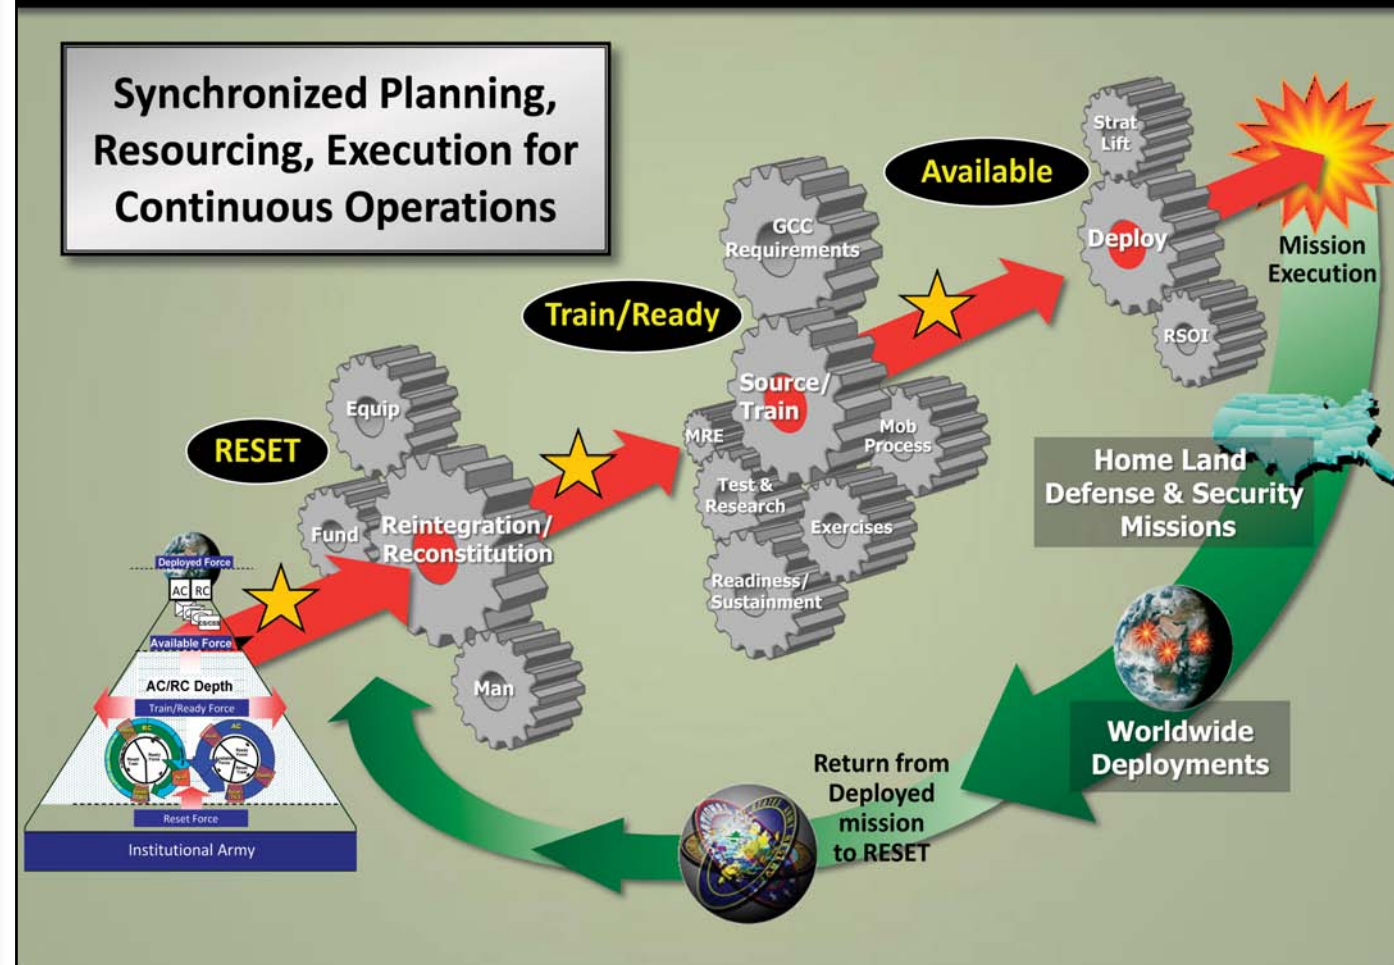 Synchronized Planning,
Resourcing, Execution for
Continuous Operations
Available
Strat
Lift
Deploy
RSOI
Mission
Execution
Train/Ready
GCC
Requirements
Source/
Train
MRE
Mob
Process
Test &
Research
Exercises
Readiness/
Sustainment
RESET
Equip
Fund
Reintegration/
Reconstitution
Man
Home Land
Defense & Security
Missions
Worldwide
Deployments
Return from
Deployed
mission
to RESET
Deployed Force
AC RC
Available Force
AC/RC Depth
Train/Ready Force
RC
AC
Reset Force
Institutional Army